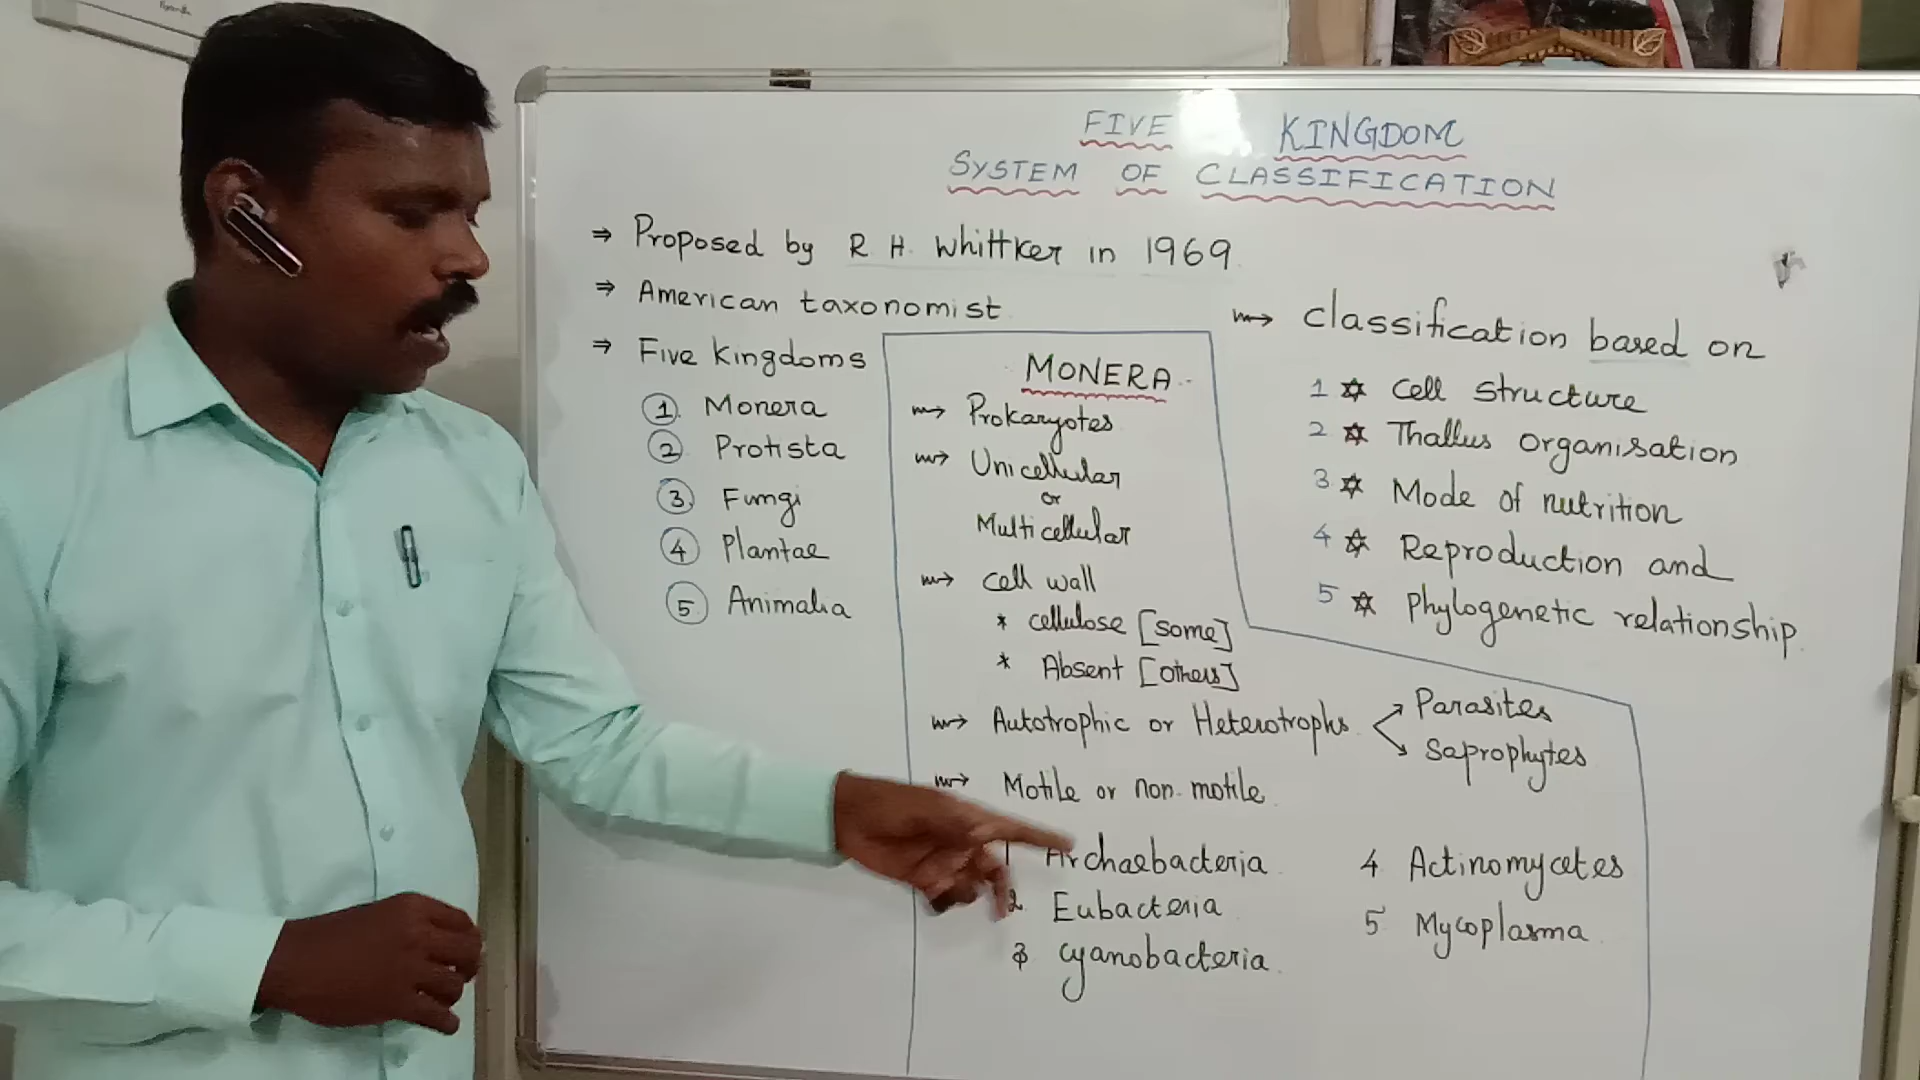 FIVE KINGDOM
SYSTEM OF CLASSIFICATION
⇒ Proposed by R H. Whittker in 1969.
⇒ American taxonomist
⇒ Five Kingdoms
1 Monera
2 Protista
3 Fungi
4 Plantae
5 Animalia
MONERA
Prokaryotes
Unicellular
or
Multicellular
cell wall
* cellulose [some]
* Absent [others]
Autotrophic or Heterotrophs
Parasites
Saprophytes
Motile or non-motile
1 Archaebacteria
2 Eubacteria
3 cyanobacteria
4 Actinomycetes
5 Mycoplasma
classification based on
1 ☆ Cell structure
2 ☆ Thallus organisation
3 ☆ Mode of nutrition
4 ☆ Reproduction and
5 ☆ Phylogenetic relationship.